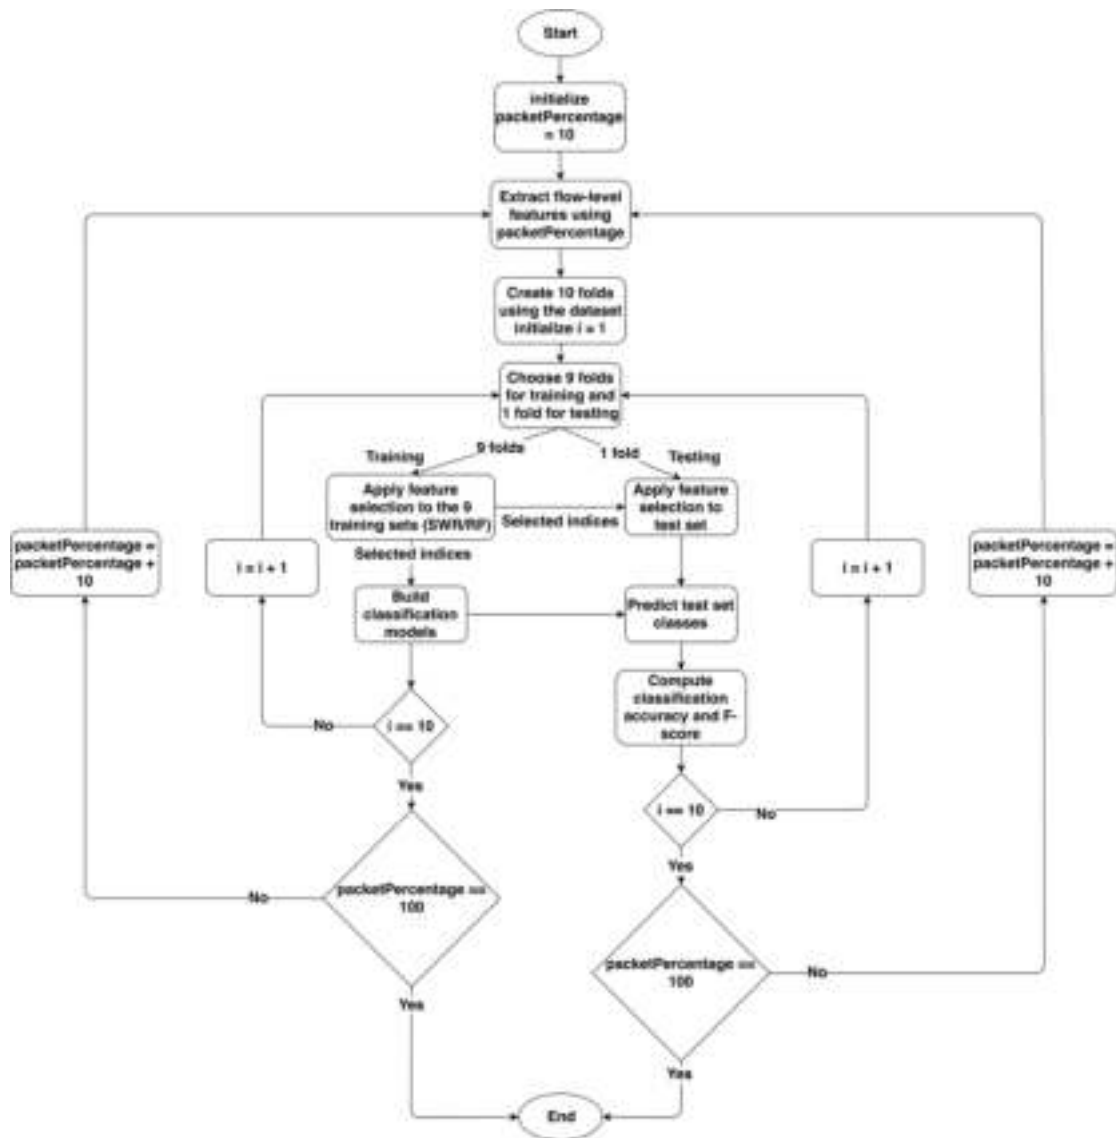 Start
initialize
packetPercentage
= 10
Extract flow-level
features using
packetPercentage
Create 10 folds
using the dataset
initialize i = 1
Choose 9 folds
for training and
1 fold for testing
9 folds
1 fold
Training
Testing
Apply feature
selection to the 9
training sets (SWR/RF)
Selected indices
Apply feature
selection to
test set
Selected indices
packetPercentage =
packetPercentage +
10
i = i + 1
i = i + 1
packetPercentage =
packetPercentage +
10
Build
classification
models
Predict test set
classes
Compute
classification
accuracy and F-
score
No
i == 10
Yes
i == 10
No
Yes
No
packetPercentage ==
100
Yes
packetPercentage ==
100
No
Yes
End